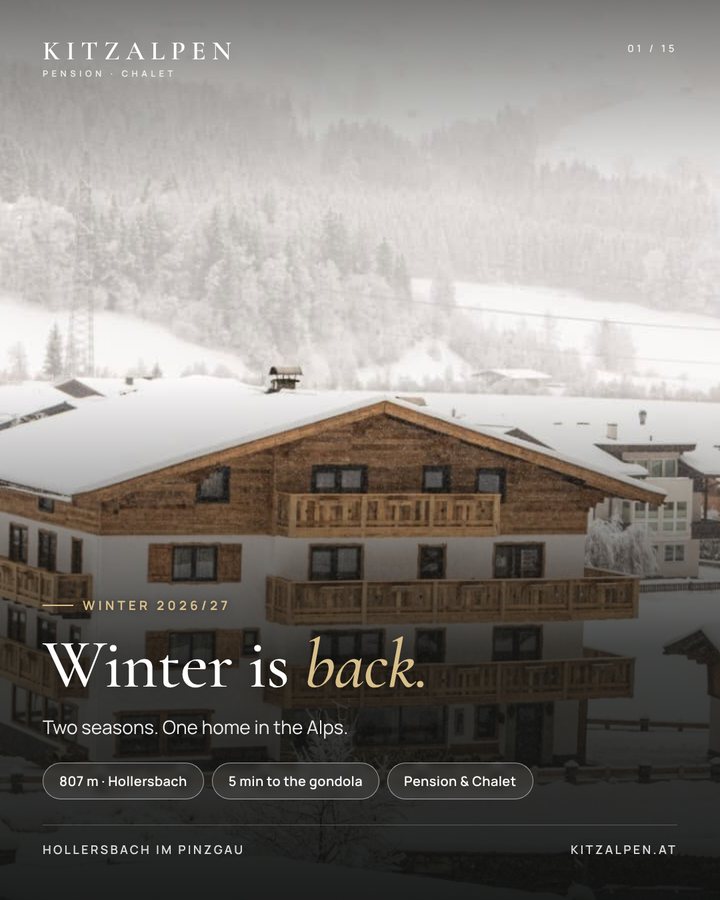 KITZALPEN
PENSION · CHALET
01 / 15
WINTER 2026/27
Winter is back.
Two seasons. One home in the Alps.
807 m · Hollersbach
5 min to the gondola
Pension & Chalet
HOLLERSBACH IM PINZGAU
KITZALPEN.AT